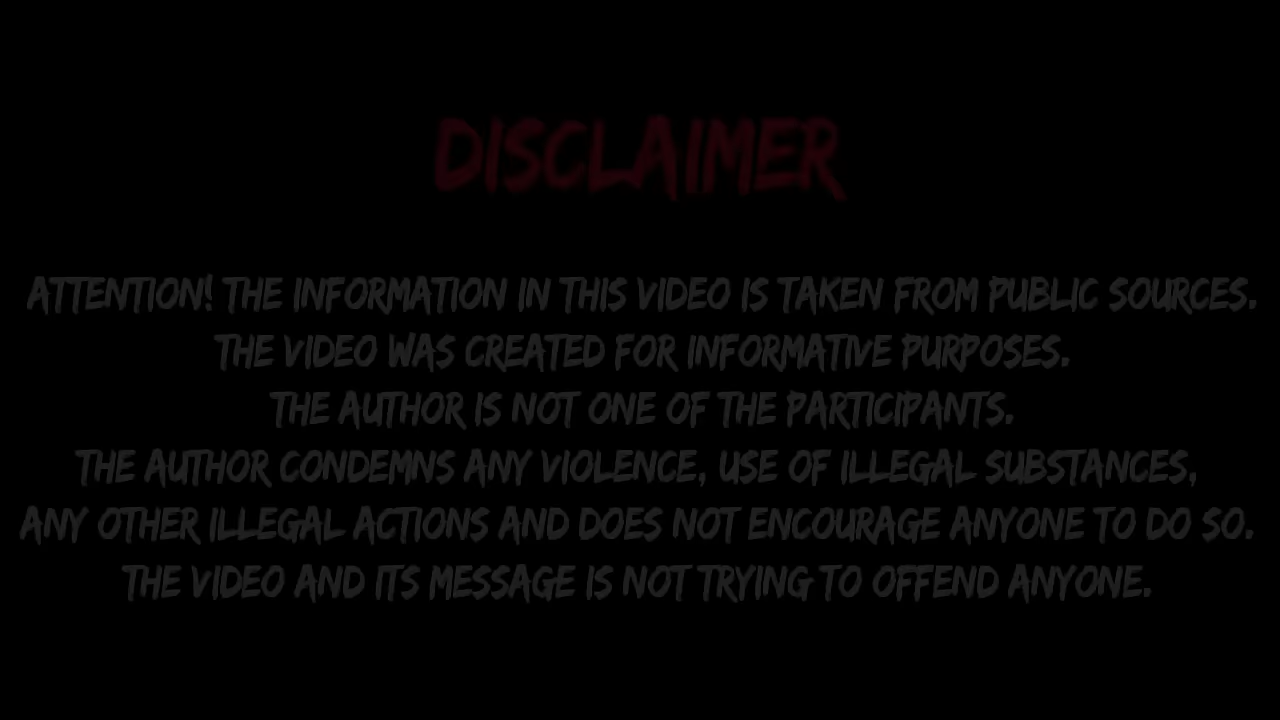 DISCLAIMER
ATTENTION! THE INFORMATION IN THIS VIDEO IS TAKEN FROM PUBLIC SOURCES.
THE VIDEO WAS CREATED FOR INFORMATIVE PURPOSES.
THE AUTHOR IS NOT ONE OF THE PARTICIPANTS.
THE AUTHOR CONDEMNS ANY VIOLENCE, USE OF ILLEGAL SUBSTANCES,
ANY OTHER ILLEGAL ACTIONS AND DOES NOT ENCOURAGE ANYONE TO DO SO.
THE VIDEO AND ITS MESSAGE IS NOT TRYING TO OFFEND ANYONE.